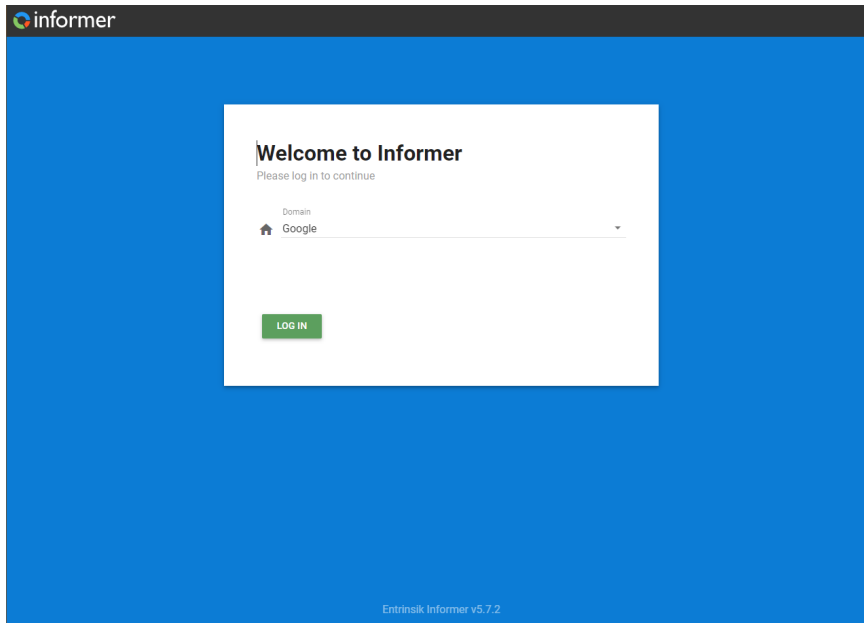 informer
Welcome to Informer
Please log in to continue
Domain
Google
LOG IN
Entrinsik Informer v5.7.2